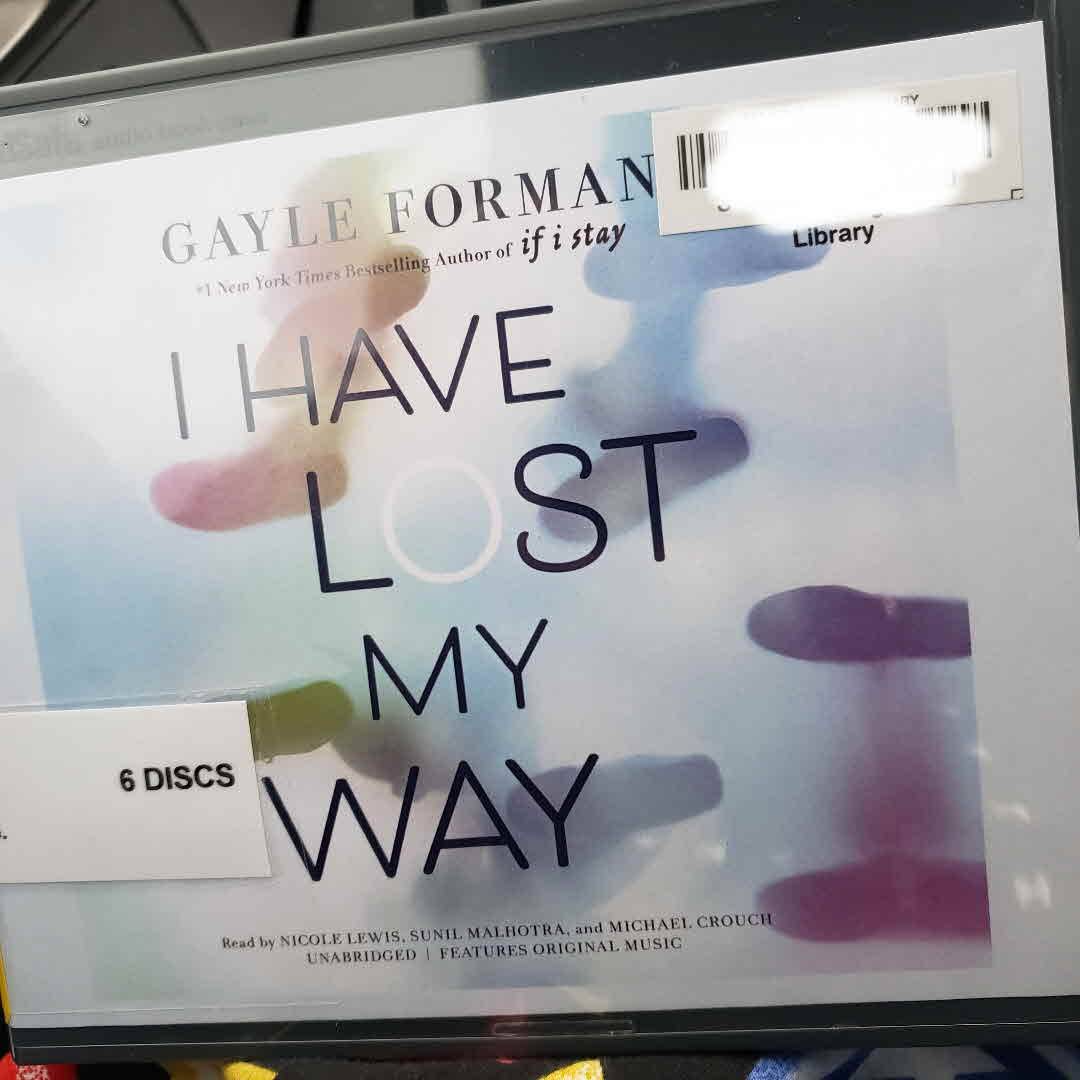 GAYLE FORMAN
#1 New York Times Bestselling Author of if i stay
Library
I HAVE
LOST
MY
WAY
6 DISCS
Read by NICOLE LEWIS, SUNIL MALHOTRA, and MICHAEL CROUCH
UNABRIDGED | FEATURES ORIGINAL MUSIC